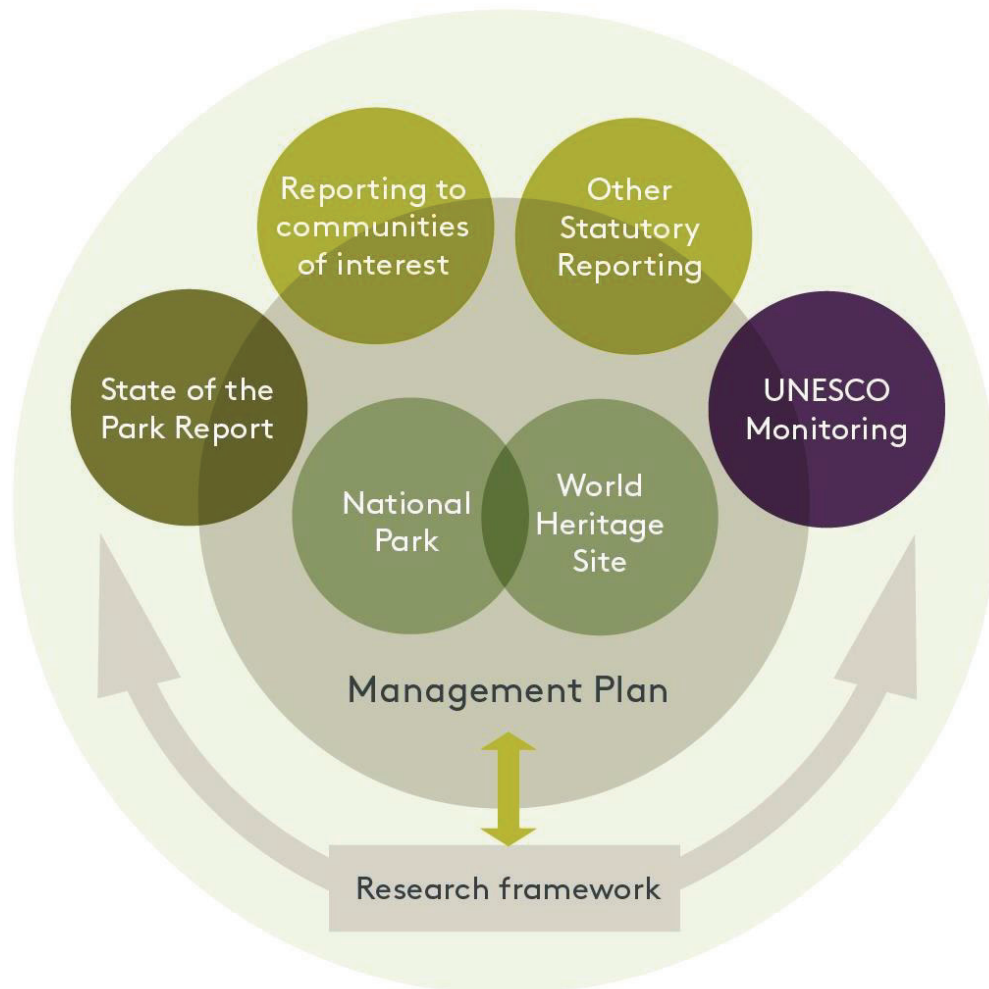 Reporting to
communities
of interest
Other
Statutory
Reporting
State of the
Park Report
UNESCO
Monitoring
National
Park
World
Heritage
Site
Management Plan
Research framework